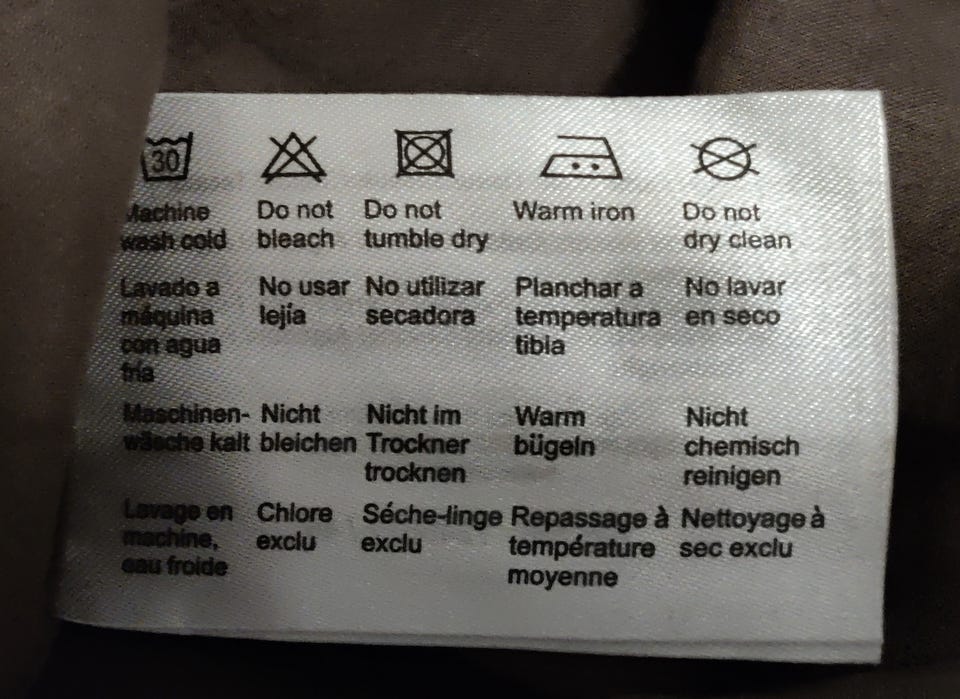 30
Machine Do not Do not Warm iron Do not
wash cold bleach tumble dry dry clean
Lavado a No usar No utilizar Planchar a No lavar
máquina lejía secadora temperatura en seco
con agua tibia
fría
Maschinen- Nicht Nicht im Warm Nicht
wäsche kalt bleichen Trockner bügeln chemisch
trocknen reinigen
Lavage en Chlore Séche-linge Repassage à Nettoyage à
machine, exclu exclu température sec exclu
eau froide moyenne